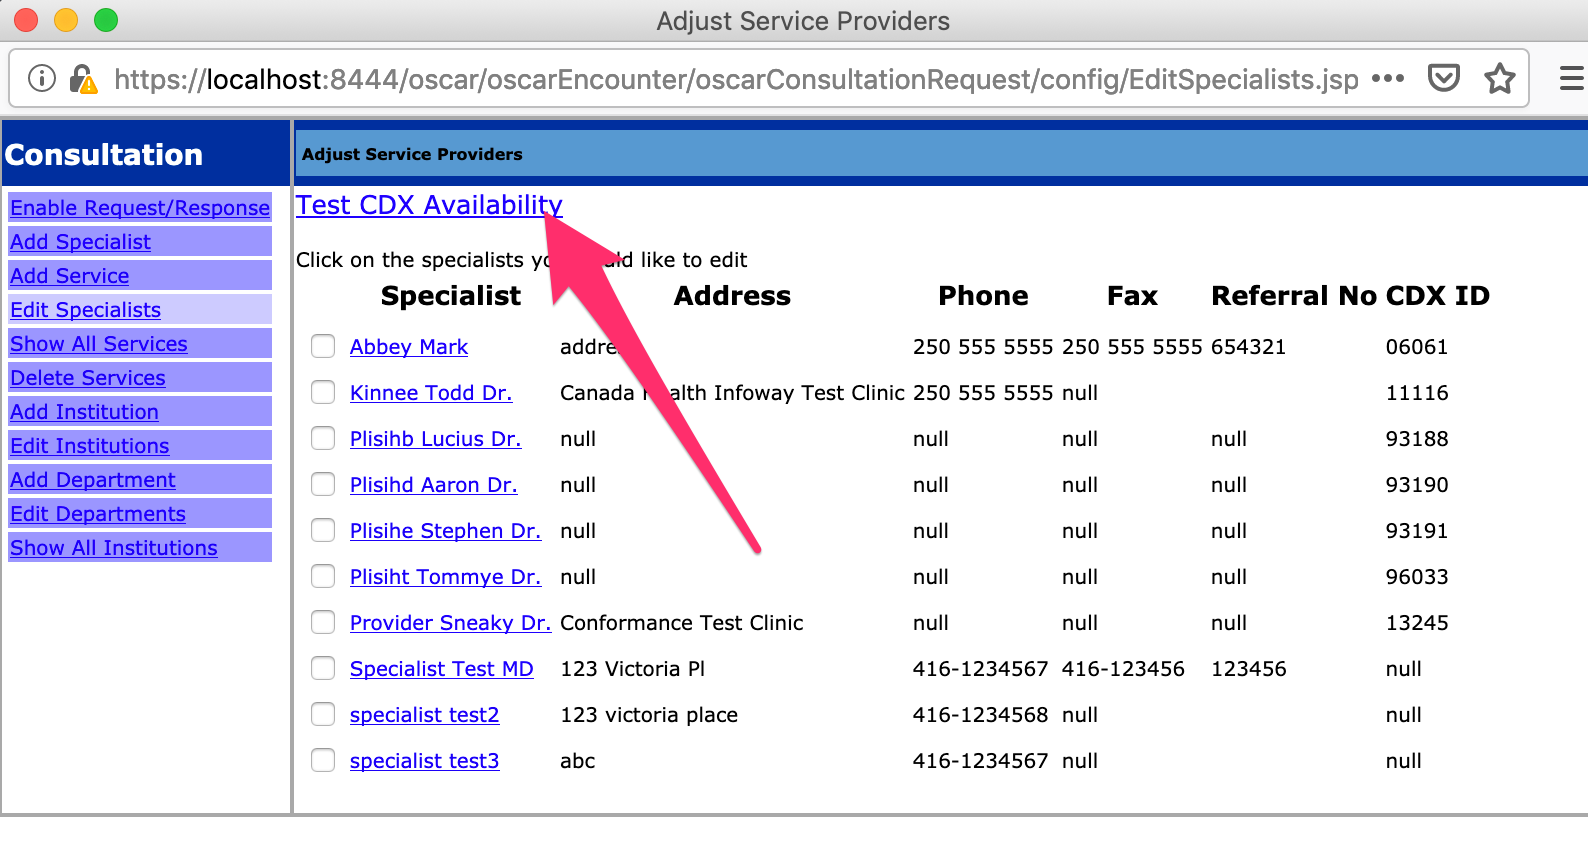 Adjust Service Providers
https://localhost:8444/oscar/oscarEncounter/oscarConsultationRequest/config/EditSpecialists.jsp
Consultation
Adjust Service Providers
Enable Request/Response
Add Specialist
Add Service
Edit Specialists
Show All Services
Delete Services
Add Institution
Edit Institutions
Add Department
Edit Departments
Show All Institutions
Test CDX Availability
Click on the specialists you would like to edit
Specialist Address Phone Fax Referral No CDX ID
Abbey Mark 250 555 5555 250 555 5555 654321 06061
Kinnee Todd Dr. Canada Health Infoway Test Clinic 250 555 5555 null 11116
Plisihb Lucius Dr. null null null null 93188
Plisihd Aaron Dr. null null null null 93190
Plisihe Stephen Dr. null null null null 93191
Plisiht Tommye Dr. null null null null 96033
Provider Sneaky Dr. Conformance Test Clinic null null null 13245
Specialist Test MD 123 Victoria Pl 416-1234567 416-123456 123456 null
specialist test2 123 victoria place 416-1234568 null null
specialist test3 abc 416-1234567 null null